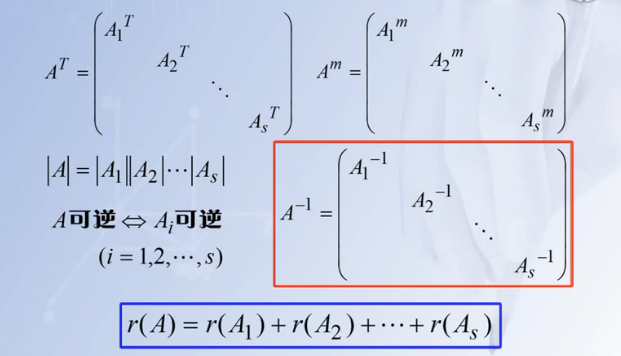 $A^T = \begin{pmatrix} A_1^T & & & \\ & A_2^T & & \\ & & \ddots & \\ & & & A_s^T \end{pmatrix}$ $A^m = \begin{pmatrix} A_1^m & & & \\ & A_2^m & & \\ & & \ddots & \\ & & & A_s^m \end{pmatrix}$
$|A| = |A_1||A_2|\cdots|A_s|$
$A$可逆 $\Leftrightarrow$ $A_i$可逆
$(i = 1,2,\cdots,s)$
$A^{-1} = \begin{pmatrix} A_1^{-1} & & & \\ & A_2^{-1} & & \\ & & \ddots & \\ & & & A_s^{-1} \end{pmatrix}$
$r(A) = r(A_1) + r(A_2) + \cdots + r(A_s)$